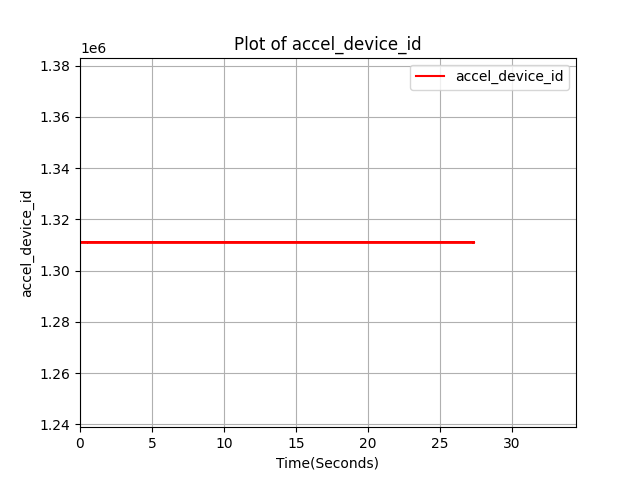 Plot of accel_device_id
1e6
1.38
1.36
1.34
1.32
1.30
1.28
1.26
1.24
accel_device_id
accel_device_id
0 5 10 15 20 25 30
Time(Seconds)